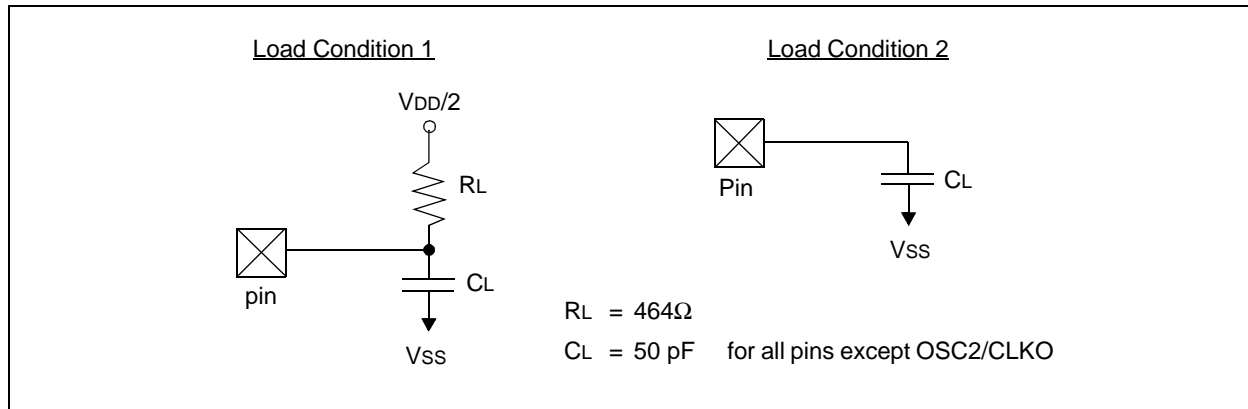 Load Condition 1
VDD/2
RL
pin
CL
VSS
Load Condition 2
Pin
CL
VSS
RL = 464Ω
CL = 50 pF for all pins except OSC2/CLKO